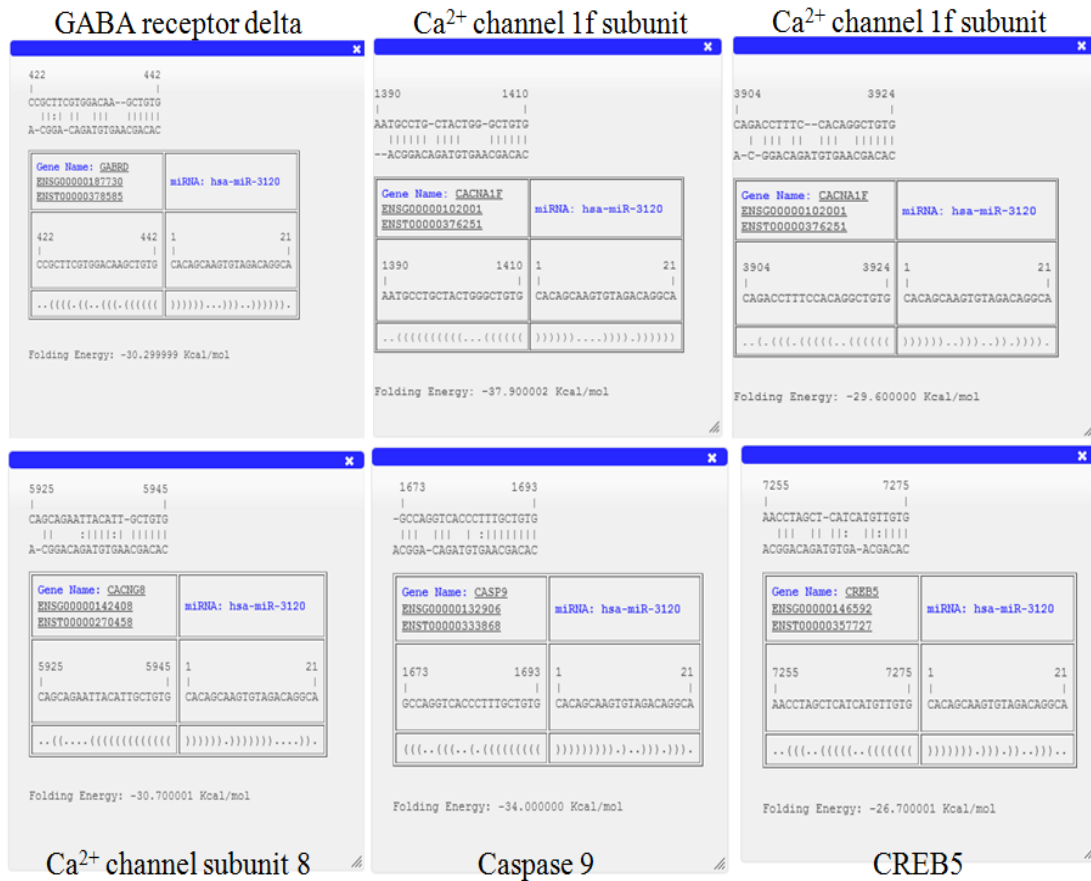 GABA receptor delta
×
422 442
| |
CCGCTTCGTGGACAA--GCTGTG
||:| || ||| ||||||
A-CGGA-CAGATGTGAACGACAC
Gene Name: GABRD
ENSG00000187730
ENST00000378585
miRNA: hsa-miR-3120
422 442
| |
CCGCTTCGTGGACAAGCTGTG
1 21
| |
CACAGCAAGTGTAGACAGGCA
..((((.((..(((.((((((
))))))...)))..)))))).
Folding Energy: -30.299999 Kcal/mol
Ca²⁺ channel 1f subunit
×
1390 1410
| |
AATGCCTG-CTACTGG-GCTGTG
|||||| |||| ||||||
--ACGGACAGATGTGAACGACAC
Gene Name: CACNA1F
ENSG00000102001
ENST00000376251
miRNA: hsa-miR-3120
1390 1410
| |
AATGCCTGCTACTGGGCTGTG
1 21
| |
CACAGCAAGTGTAGACAGGCA
..((((((((((...((((((
))))))....)))).))))))
Folding Energy: -37.900002 Kcal/mol
Ca²⁺ channel 1f subunit
×
3904 3924
| |
CAGACCTTTC--CACAGGCTGTG
| ||| || || ||||||
A-C-GGACAGATGTGAACGACAC
Gene Name: CACNA1F
ENSG00000102001
ENST00000376251
miRNA: hsa-miR-3120
3904 3924
| |
CAGACCTTTCCACAGGCTGTG
1 21
| |
CACAGCAAGTGTAGACAGGCA
..(.(((.(((((..((((((
))))))..)))..)).)))).
Folding Energy: -29.600000 Kcal/mol
×
5925 5945
| |
CAGCAGAATTACATT-GCTGTG
|| :||||:| ||||||
A-CGGACAGATGTGAACGACAC
Gene Name: CACNG8
ENSG00000142408
ENST00000270458
miRNA: hsa-miR-3120
5925 5945
| |
CAGCAGAATTACATTGCTGTG
1 21
| |
CACAGCAAGTGTAGACAGGCA
..((....(((((((((((((
)))))).)))))))....)).
Folding Energy: -30.700001 Kcal/mol
Ca²⁺ channel subunit 8
×
1673 1693
| |
-GCCAGGTCACCCTTTGCTGTG
||| ||| | :||||||||
ACGGA-CAGATGTGAACGACAC
Gene Name: CASP9
ENSG00000132906
ENST00000333868
miRNA: hsa-miR-3120
1673 1693
| |
GCCAGGTCACCCTTTGCTGTG
1 21
| |
CACAGCAAGTGTAGACAGGCA
(((..(((..(.(((((((((
))))))))).)..))).))).
Folding Energy: -34.000000 Kcal/mol
Caspase 9
×
7255 7275
| |
AACCTAGCT-CATCATGTTGTG
||| || ||: ||:||||
ACGGACAGATGTGA-ACGACAC
Gene Name: CREB5
ENSG00000146592
ENST00000357727
miRNA: hsa-miR-3120
7255 7275
| |
AACCTAGCTCATCATGTTGTG
1 21
| |
CACAGCAAGTGTAGACAGGCA
..(((..(((((..(((((((
))))))).))).))..)))..
Folding Energy: -26.700001 Kcal/mol
CREB5